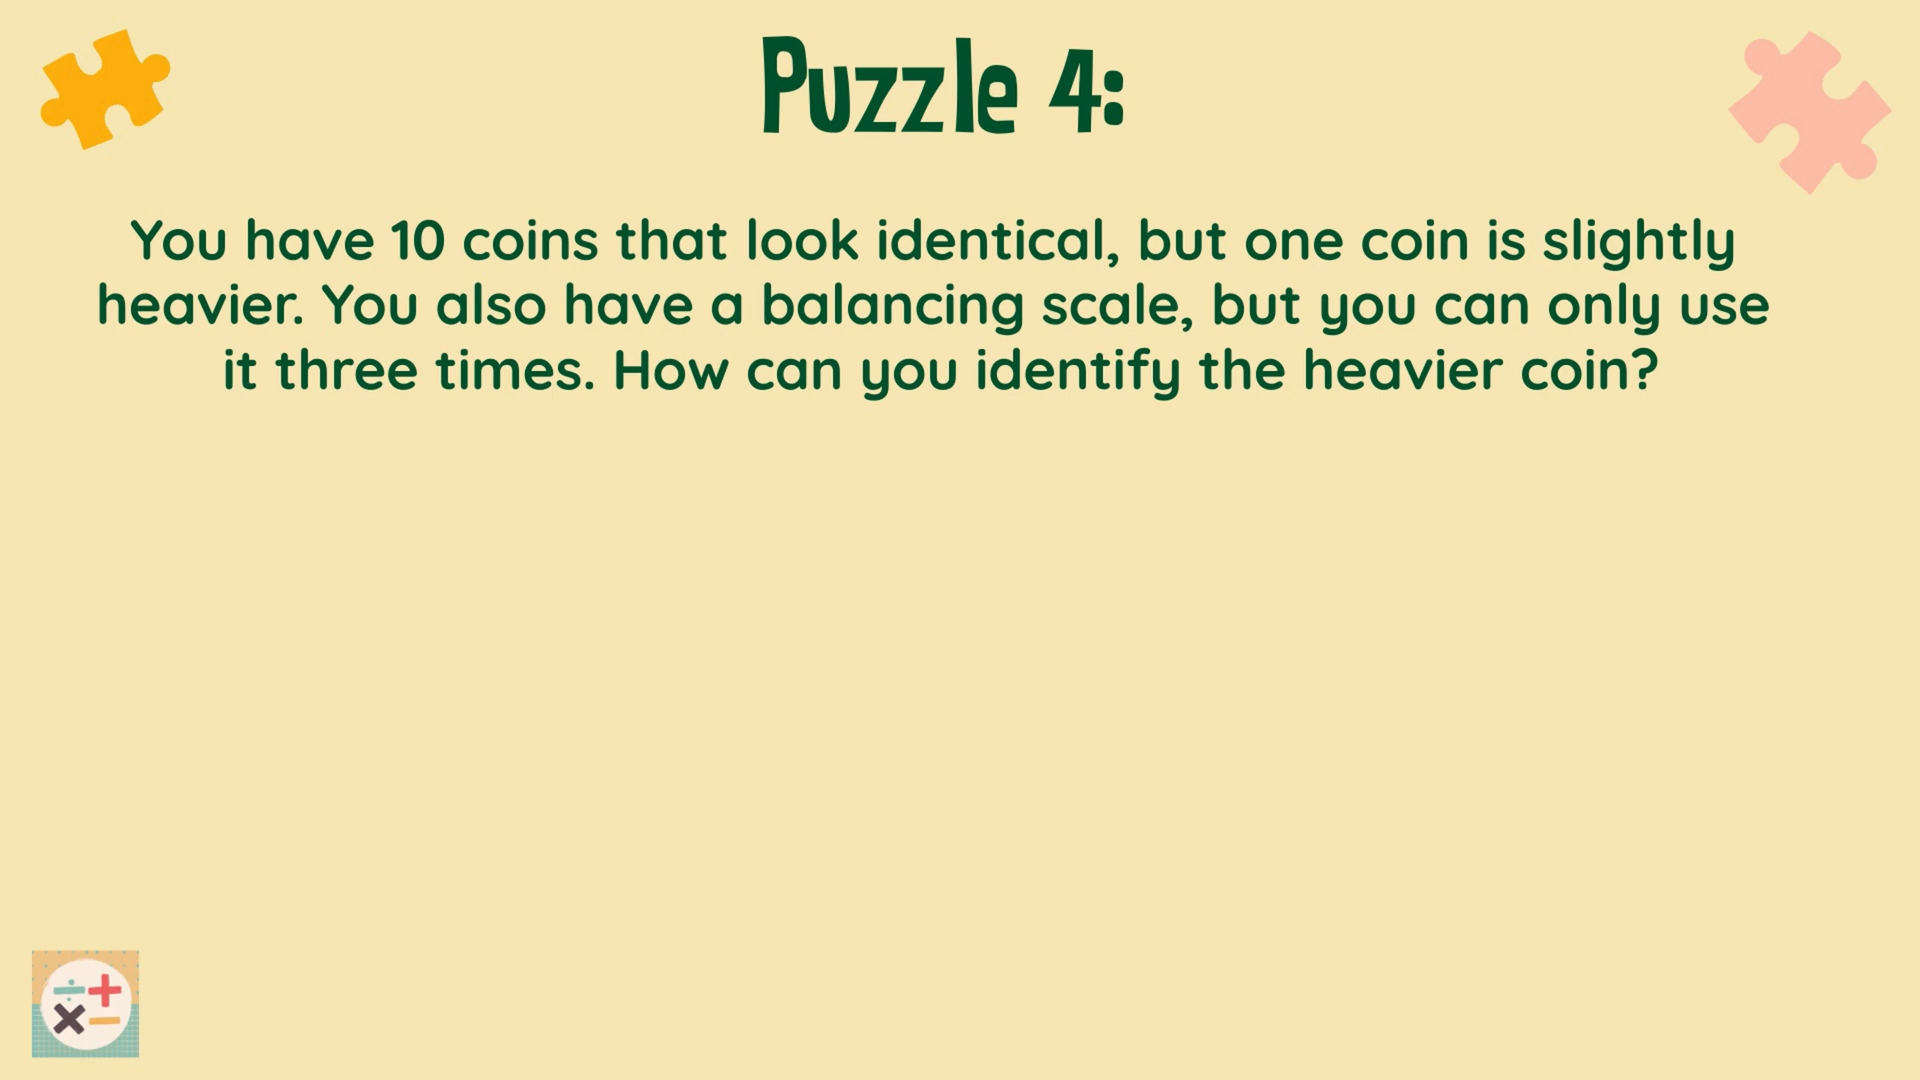 Puzzle 4:
You have 10 coins that look identical, but one coin is slightly
heavier. You also have a balancing scale, but you can only use
it three times. How can you identify the heavier coin?